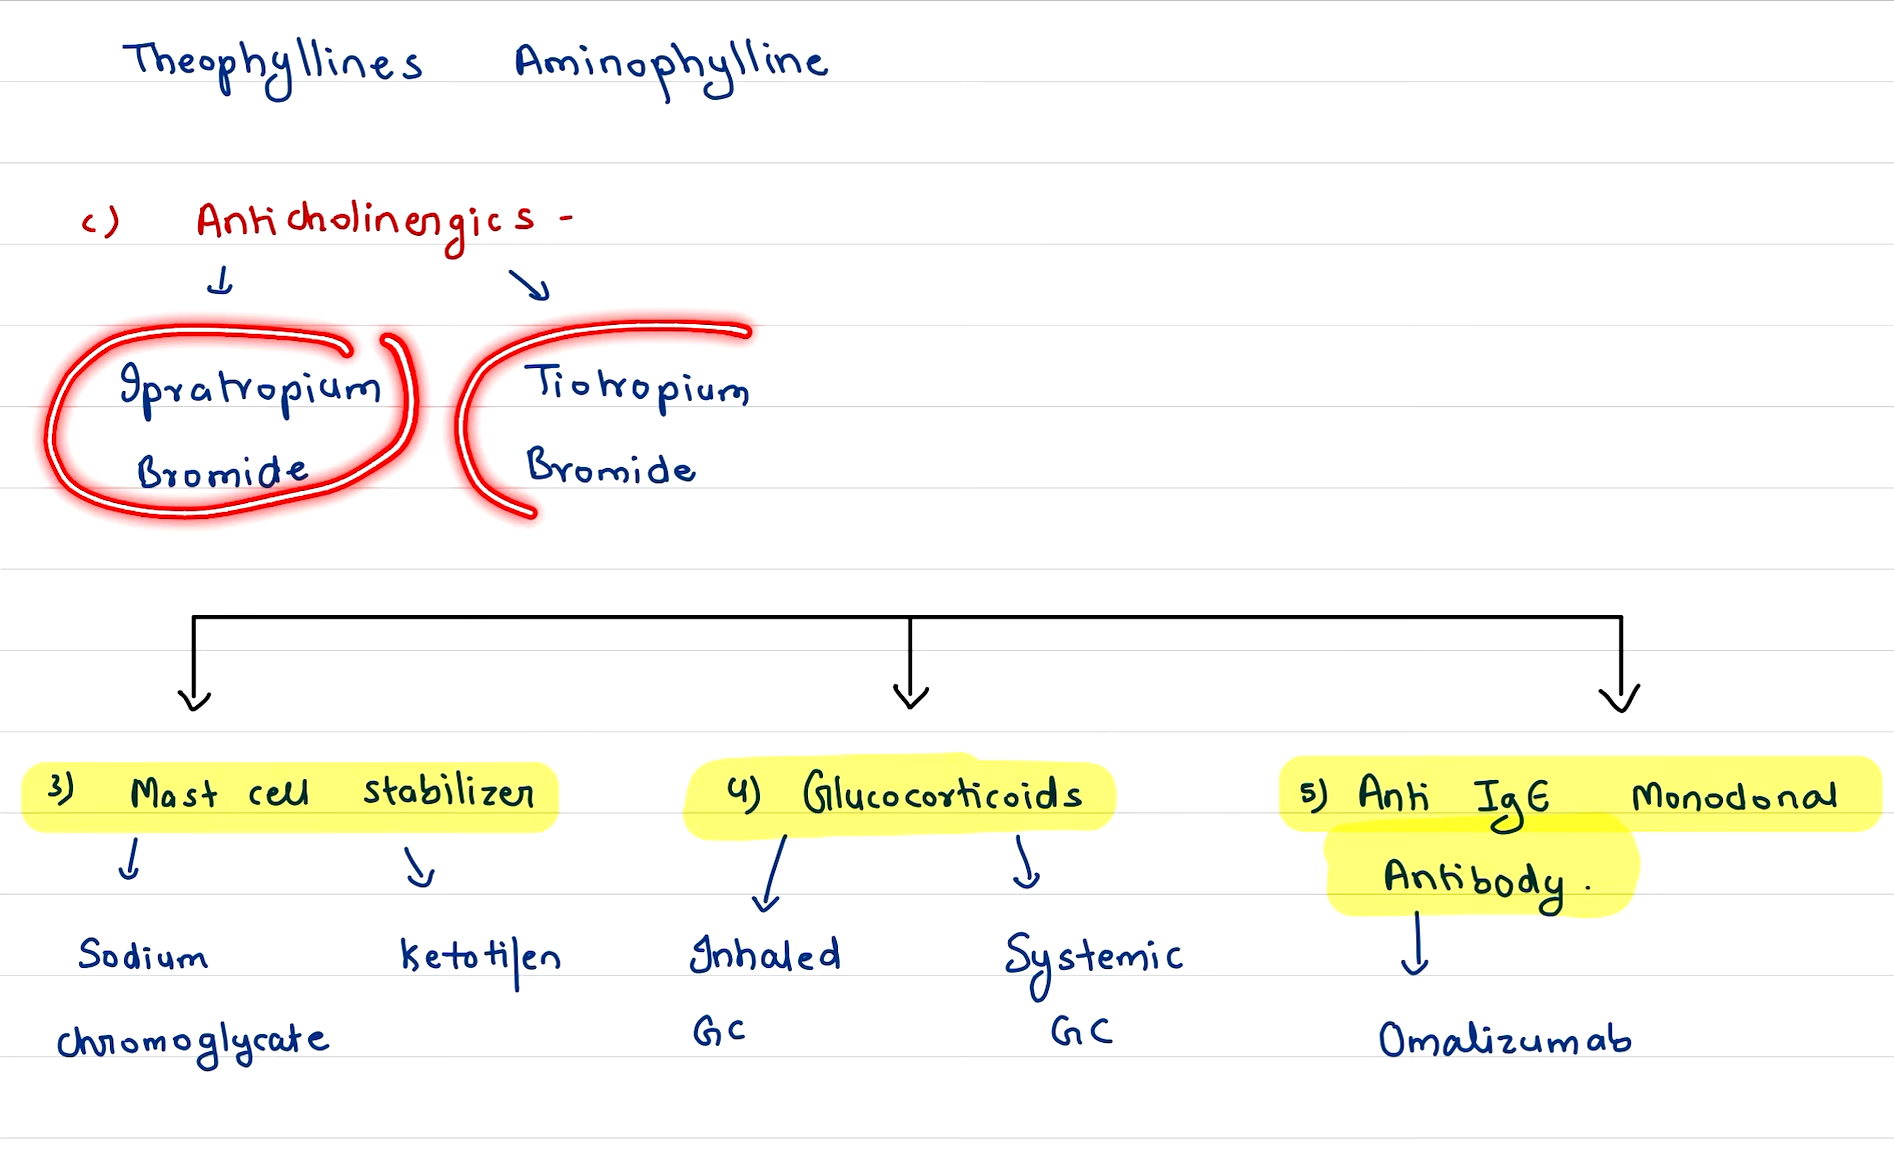 Theophyllines Aminophylline
c) Anticholinergics -
Ipratropium Tiotropium
Bromide Bromide
3) Mast cell stabilizer 4) Glucocorticoids 5) Anti IgE Monodonal
Antibody.
Sodium Ketotifen Inhaled Systemic
chromoglycate GC GC Omalizumab